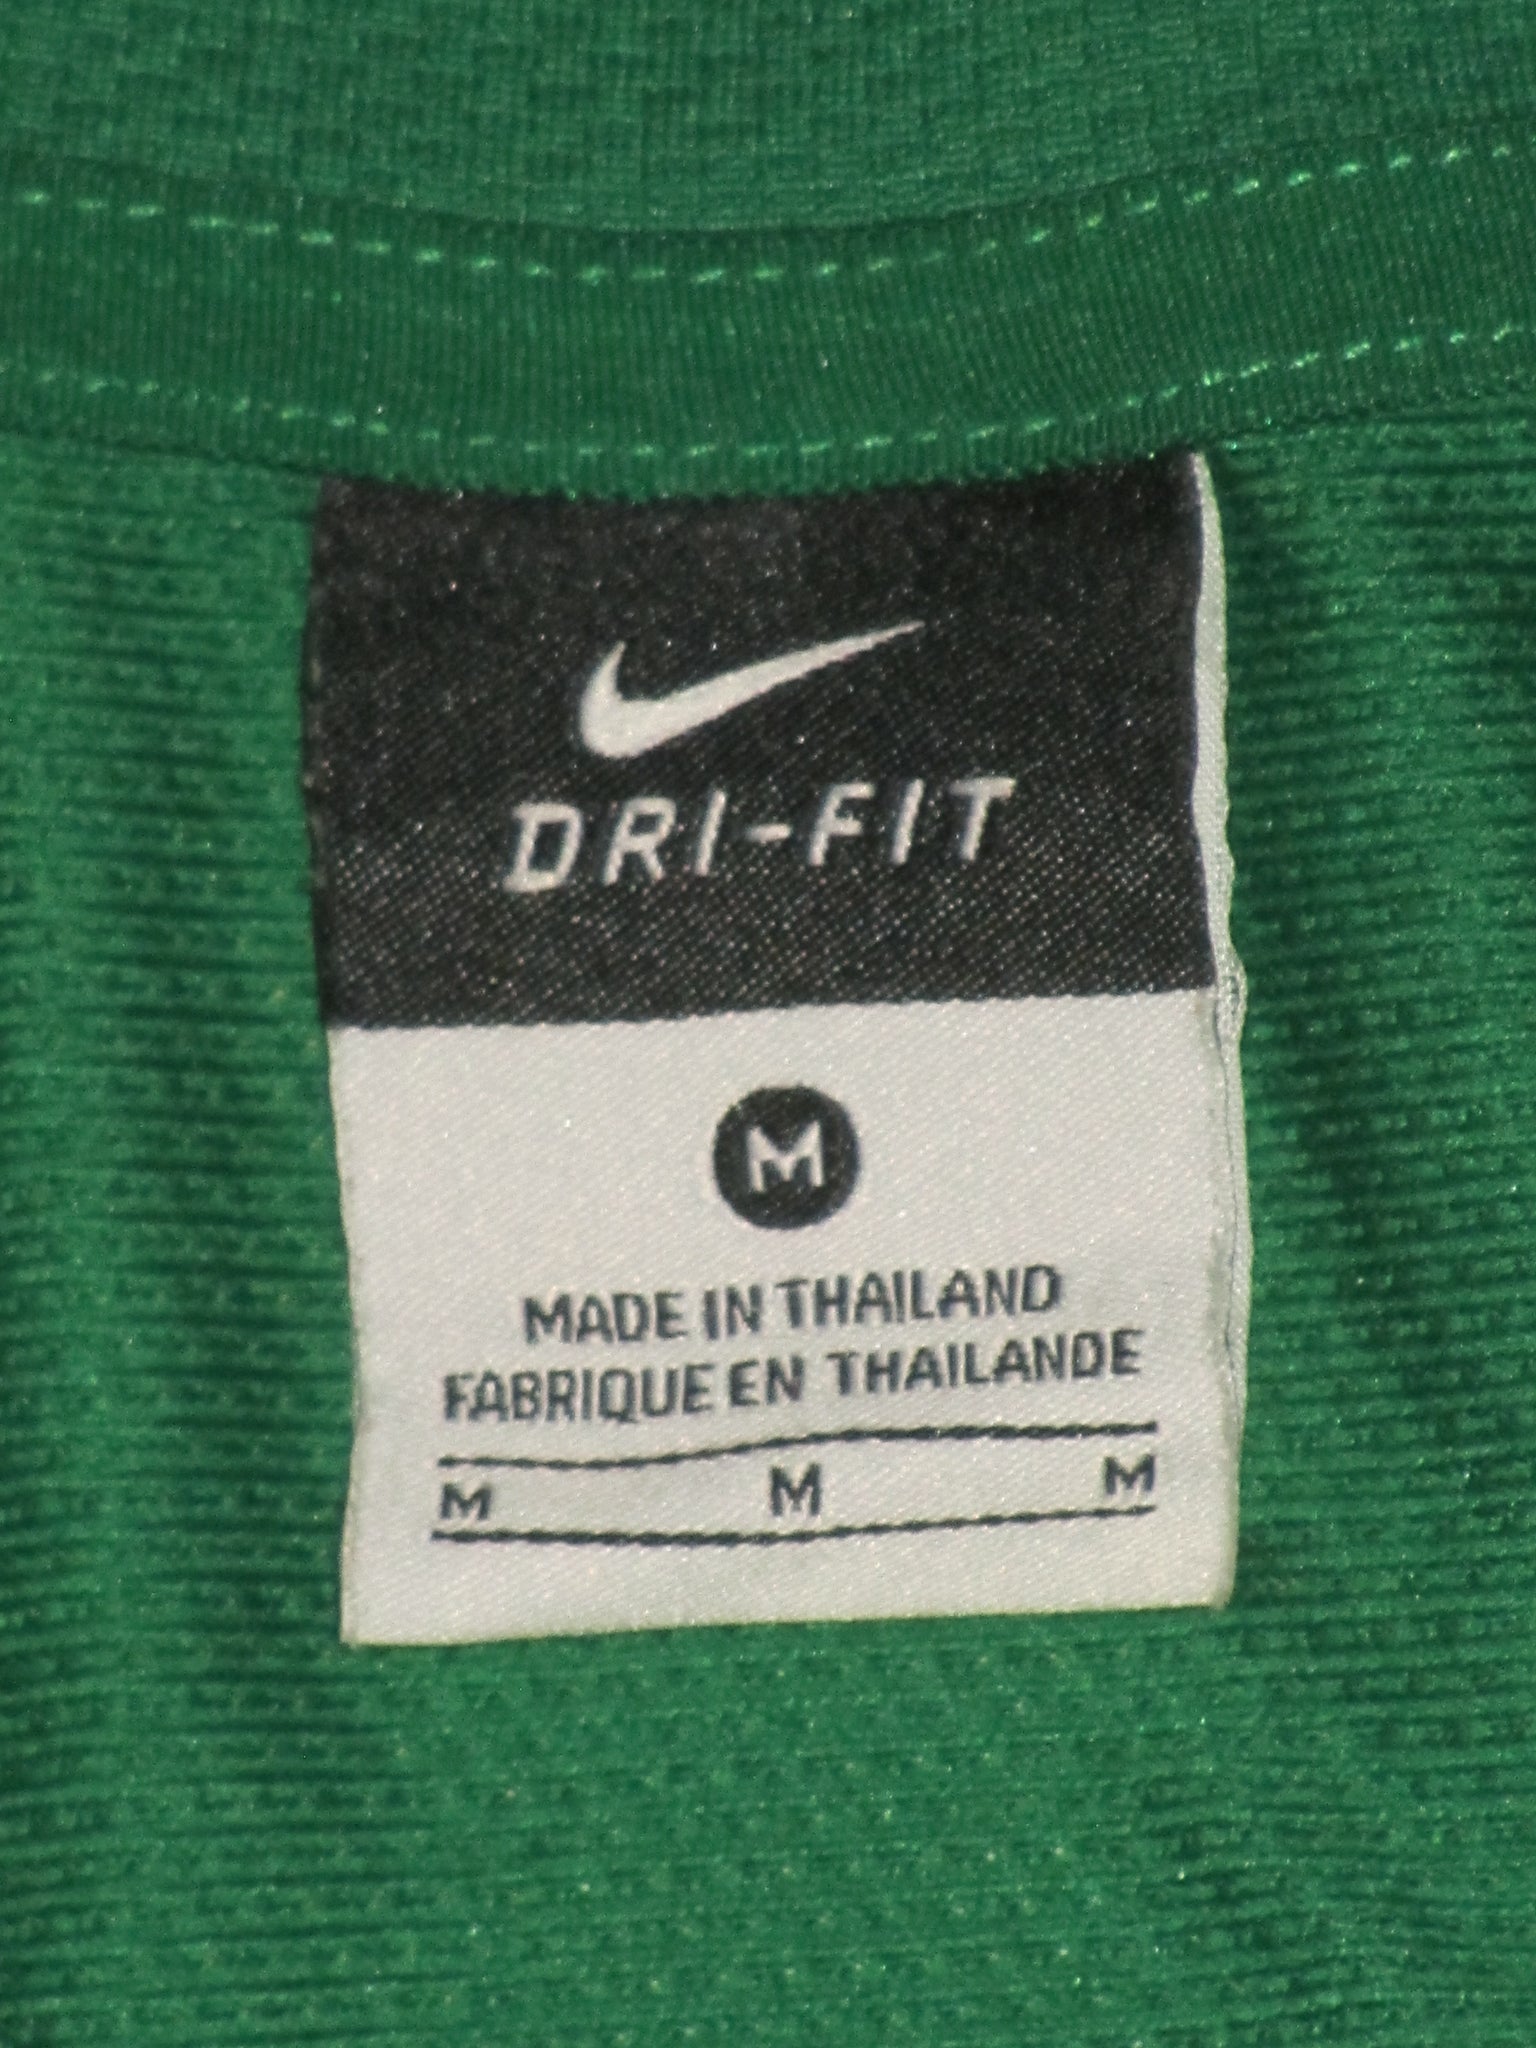 DRI-FIT
M
MADE IN THAILAND
FABRIQUE EN THAILANDE
M M M